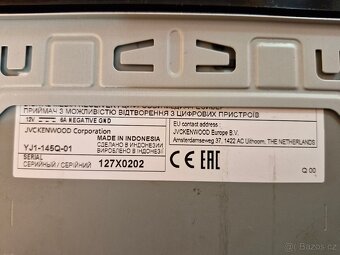 ПРИЙМАЧ З МОЖЛИВІСТЮ ВІДТВОРЕННЯ З ЦИФРОВИХ ПРИСТРОЇВ
12V 6A NEGATIVE GND
JVCKENWOOD Corporation
MADE IN INDONESIA
YJ1-145Q-01
СДЕЛАНО В ИНДОНЕЗИИ
ВИРОБЛЕНО В ІНДОНЕЗІЇ
SERIAL
СЕРИЙНЫЙ / СЕРІЙНИЙ
127X0202
EU contact address :
JVCKENWOOD Europe B.V.
Amsterdamseweg 37, 1422 AC Uithoorn, THE NETHERLANDS
CE EAC
Q 00
Bazoš.cz